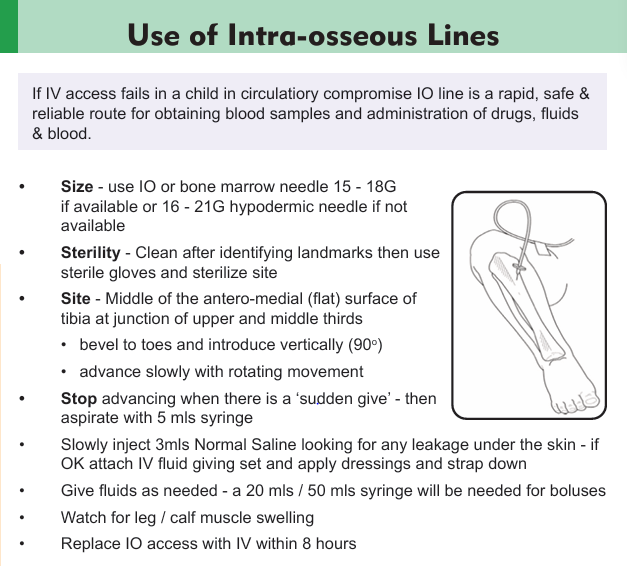 Use of Intra-osseous Lines
If IV access fails in a child in circulatiory compromise IO line is a rapid, safe &
reliable route for obtaining blood samples and administration of drugs, fluids
& blood.
• Size - use IO or bone marrow needle 15 - 18G
if available or 16 - 21G hypodermic needle if not
available
• Sterility - Clean after identifying landmarks then use
sterile gloves and sterilize site
• Site - Middle of the antero-medial (flat) surface of
tibia at junction of upper and middle thirds
• bevel to toes and introduce vertically (90º)
• advance slowly with rotating movement
• Stop advancing when there is a ‘sudden give’ - then
aspirate with 5 mls syringe
• Slowly inject 3mls Normal Saline looking for any leakage under the skin - if
OK attach IV fluid giving set and apply dressings and strap down
• Give fluids as needed - a 20 mls / 50 mls syringe will be needed for boluses
• Watch for leg / calf muscle swelling
• Replace IO access with IV within 8 hours